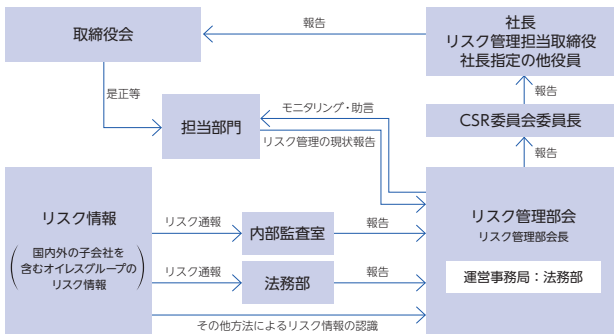 取締役会
報告
社長
リスク管理担当取締役
社長指定の他役員
是正等
報告
担当部門
モニタリング・助言
CSR委員会委員長
リスク管理の現状報告
報告
リスク情報
国内外の子会社を
含むオイレスグループの
リスク情報
リスク通報
内部監査室
報告
リスク管理部会
リスク管理部会長
リスク通報
法務部
報告
運営事務局：法務部
その他方法によるリスク情報の認識